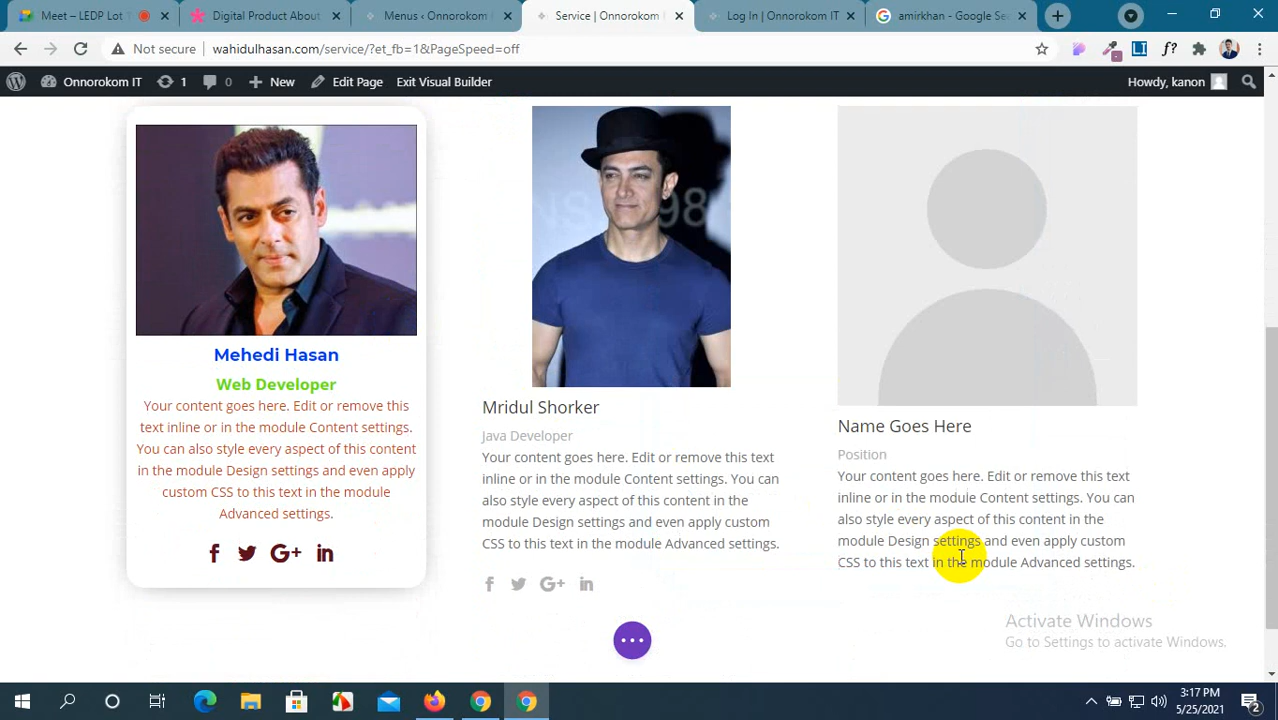 Meet – LEDP Lot
Digital Product About
Menus ‹ Onnorokom
Service | Onnorokom
Log In | Onnorokom IT
amirkhan - Google Se
Not secure
wahidulhasan.com/service/?et_fb=1&PageSpeed=off
Onnorokom IT
1
0
New
Edit Page
Exit Visual Builder
Howdy, kanon
Mehedi Hasan
Web Developer
Your content goes here. Edit or remove this
text inline or in the module Content settings.
You can also style every aspect of this content
in the module Design settings and even apply
custom CSS to this text in the module
Advanced settings.
Mridul Shorker
Java Developer
Your content goes here. Edit or remove this text
inline or in the module Content settings. You can
also style every aspect of this content in the
module Design settings and even apply custom
CSS to this text in the module Advanced settings.
Name Goes Here
Position
Your content goes here. Edit or remove this text
inline or in the module Content settings. You can
also style every aspect of this content in the
module Design settings and even apply custom
CSS to this text in the module Advanced settings.
Activate Windows
Go to Settings to activate Windows.
3:17 PM
5/25/2021
2